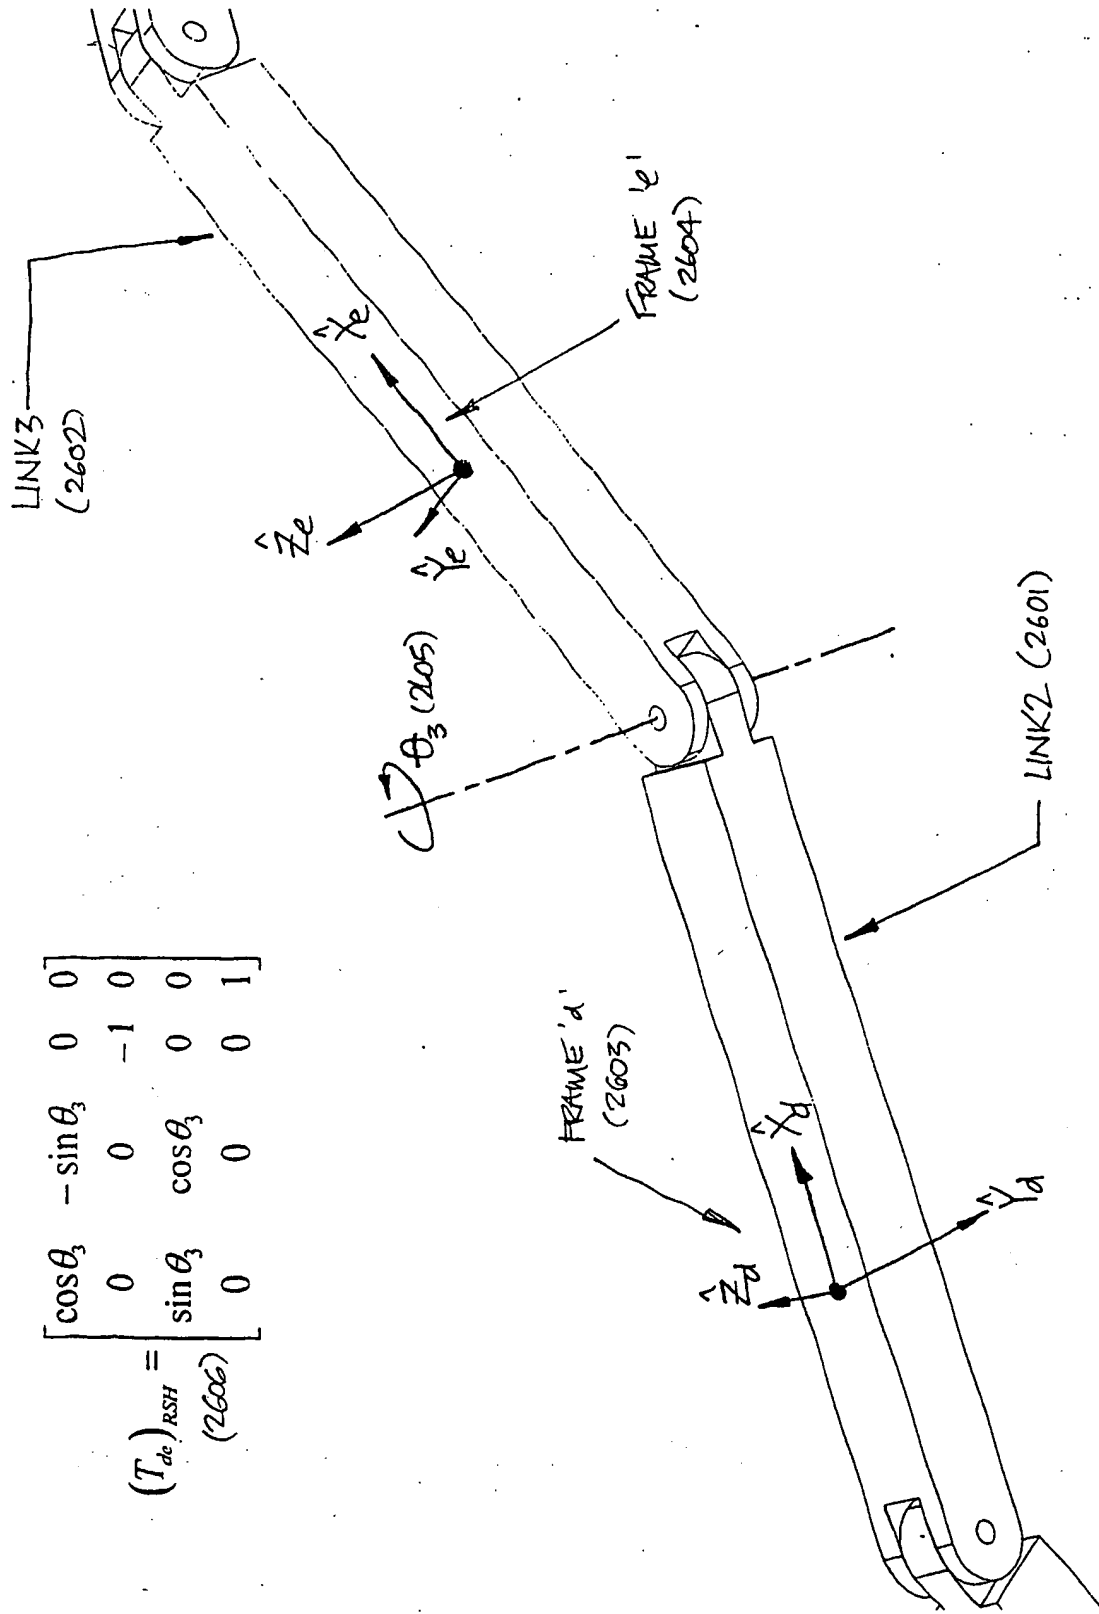 LINK3
(2602)
Ẑe
Ŷe
X̂e
FRAME 'e'
(2604)
θ3 (2605)
LINK2 (2601)
FRAME 'd'
(2603)
X̂d
Ẑd
Ŷd
(Tde)RSH =
(2606)
cosθ3 −sinθ3 0 0
0 0 −1 0
sinθ3 cosθ3 0 0
0 0 0 1